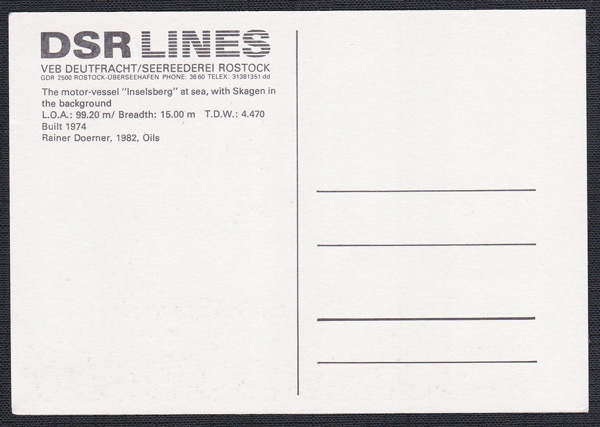 DSR LINES
VEB DEUTFRACHT/SEEREEDEREI ROSTOCK
GDR 2500 ROSTOCK-ÜBERSEEHAFEN PHONE: 3660 TELEX: 31381351 dd
The motor-vessel "Inselsberg" at sea, with Skagen in
the background
L.O.A.: 99.20 m/ Breadth: 15.00 m T.D.W.: 4.470
Built 1974
Rainer Doerner, 1982, Oils